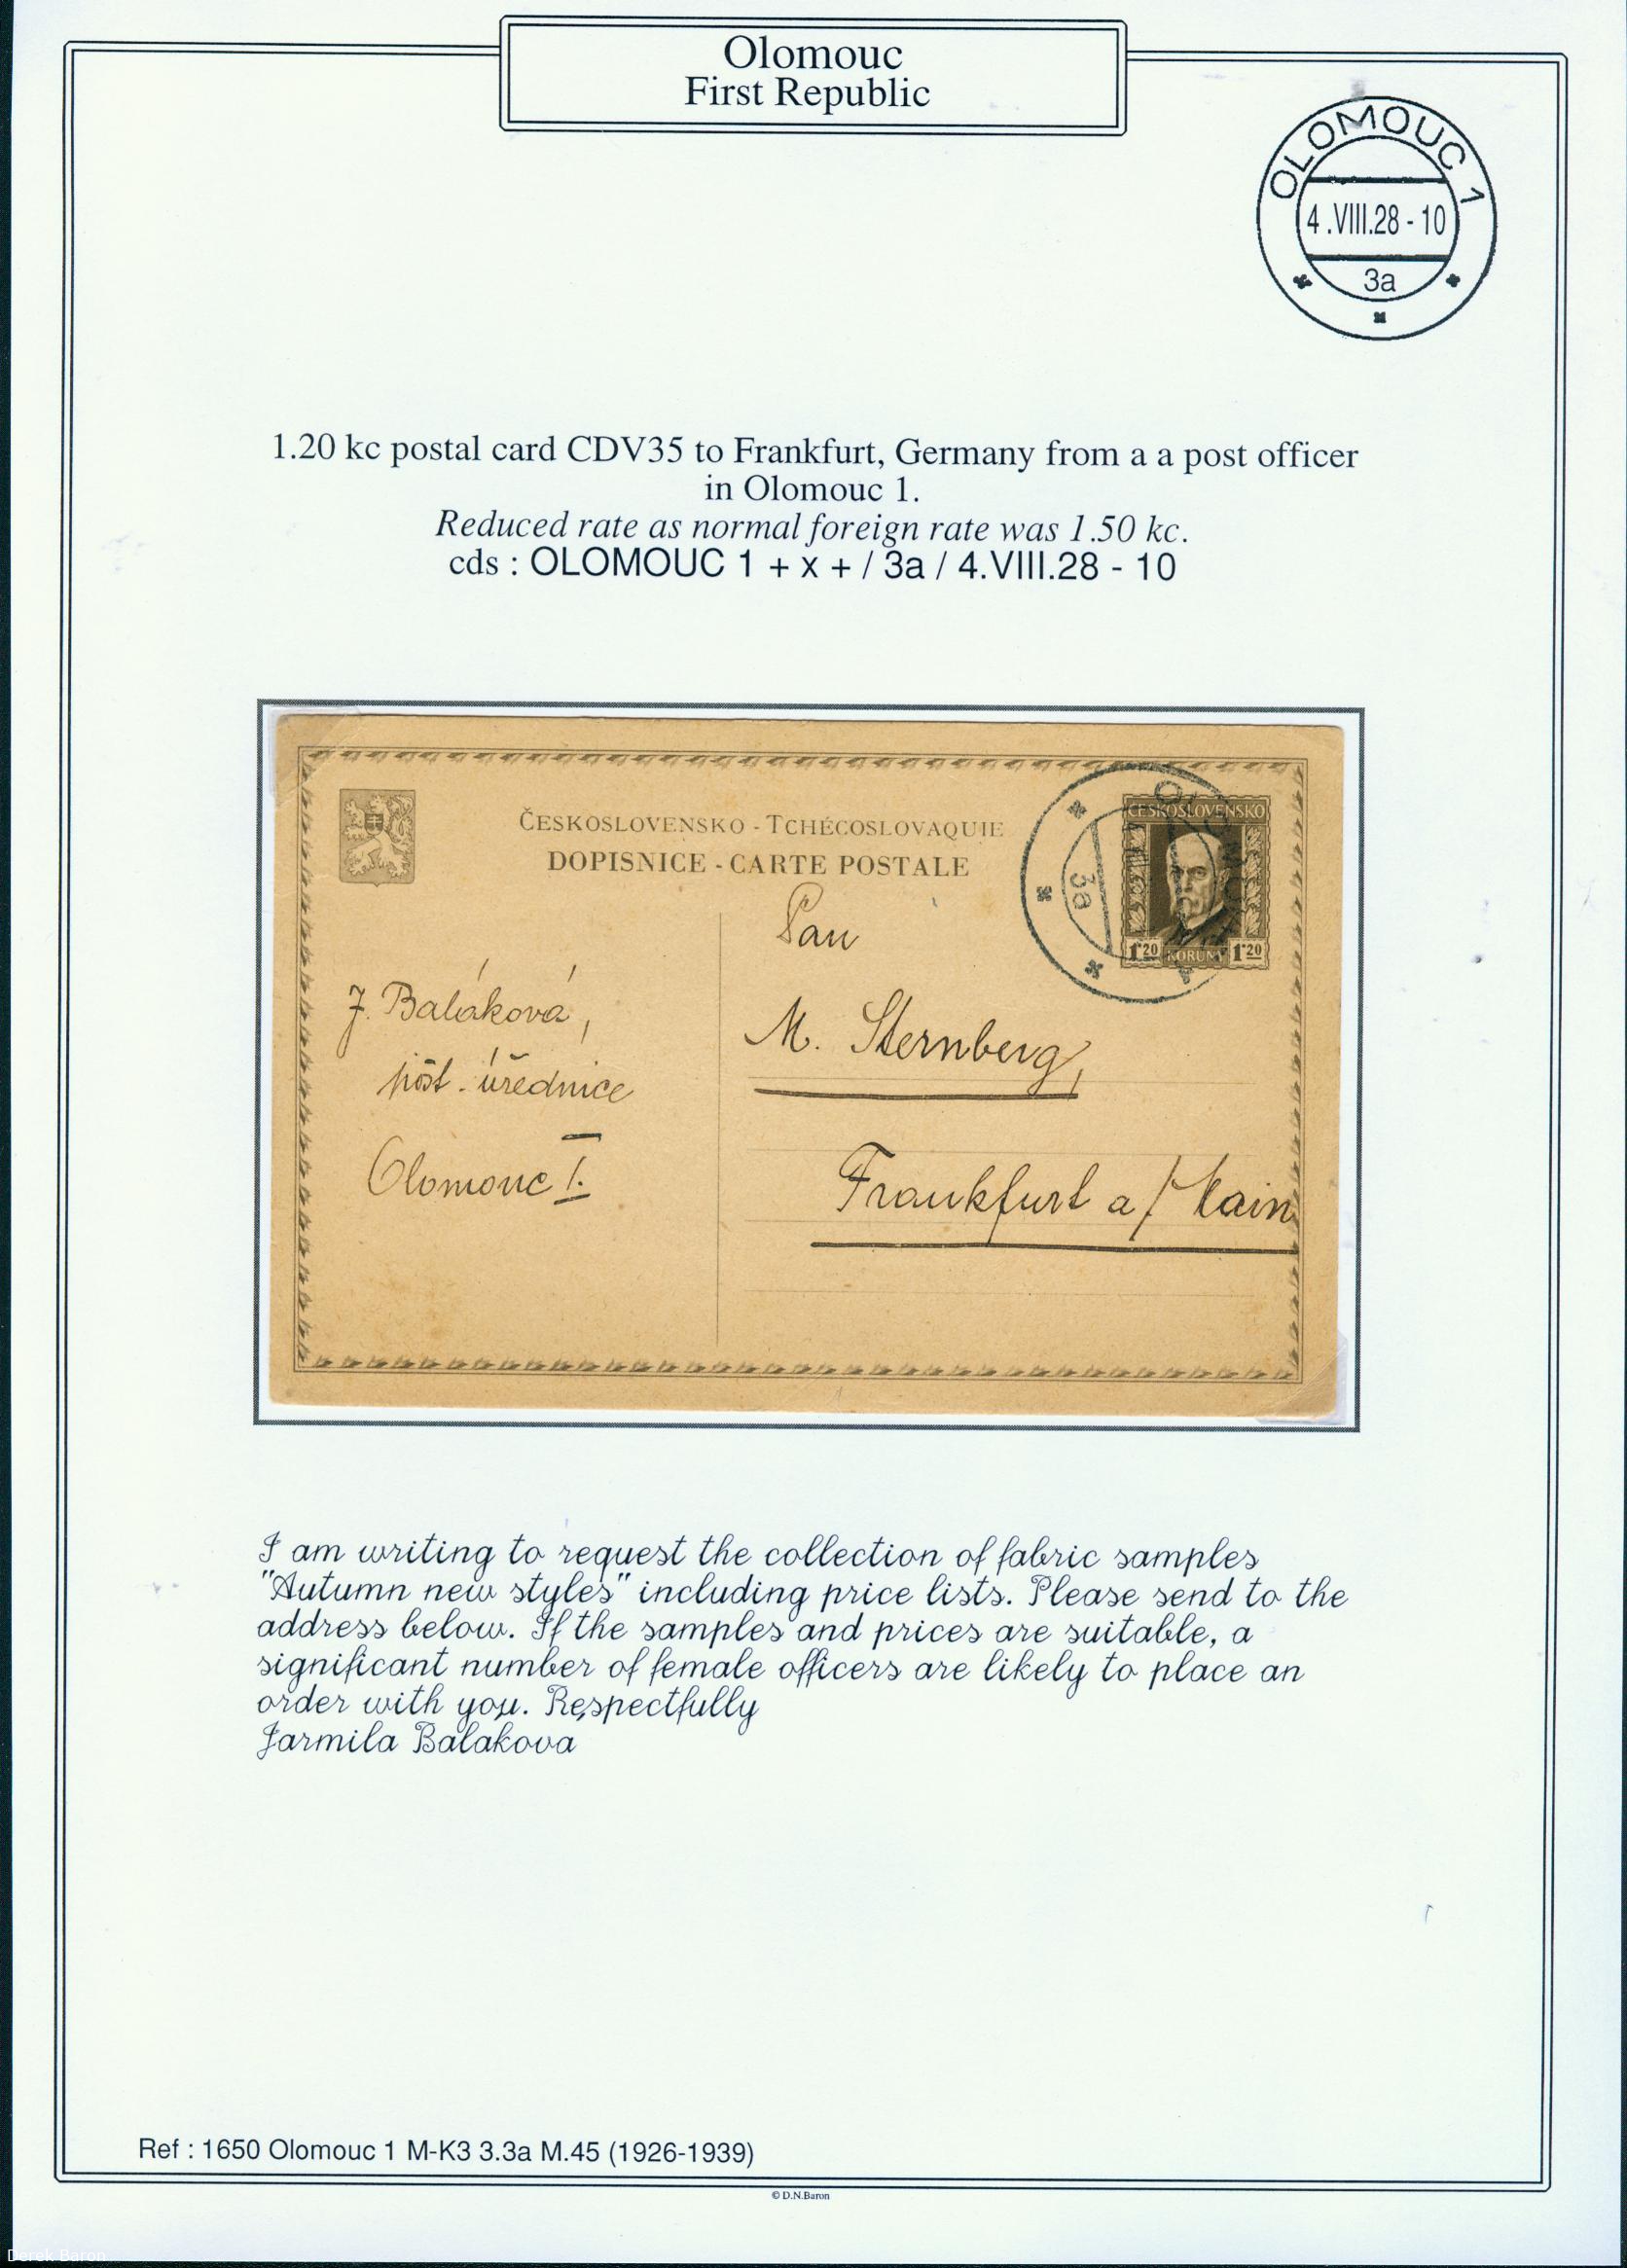 Olomouc
First Republic
OLOMOUC 1
4.VIII.28 - 10
3a
1.20 kc postal card CDV35 to Frankfurt, Germany from a a post officer
in Olomouc 1.
Reduced rate as normal foreign rate was 1.50 kc.
cds : OLOMOUC 1 + x + / 3a / 4.VIII.28 - 10
ČESKOSLOVENSKO - TCHÉCOSLOVAQUIE
DOPISNICE - CARTE POSTALE
ČESKOSLOVENSKO
1'20 KORUNY 1'20
3a
Pan
J. Baláková,
M. Sternberg,
pošt. úřednice
Olomouc I.
Frankfurt a/Main
I am writing to request the collection of fabric samples
"Autumn new styles" including price lists. Please send to the
address below. If the samples and prices are suitable, a
significant number of female officers are likely to place an
order with you. Respectfully
Jarmila Balakova
Ref : 1650 Olomouc 1 M-K3 3.3a M.45 (1926-1939)
© D.N.Baron
Derek Baron